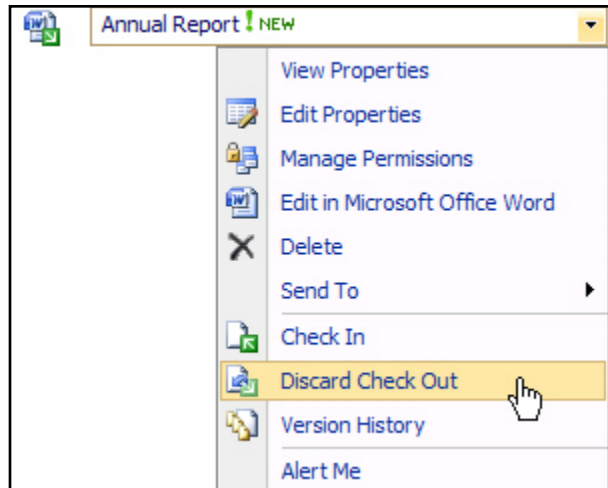 Annual Report ! NEW
View Properties
Edit Properties
Manage Permissions
Edit in Microsoft Office Word
Delete
Send To
Check In
Discard Check Out
Version History
Alert Me